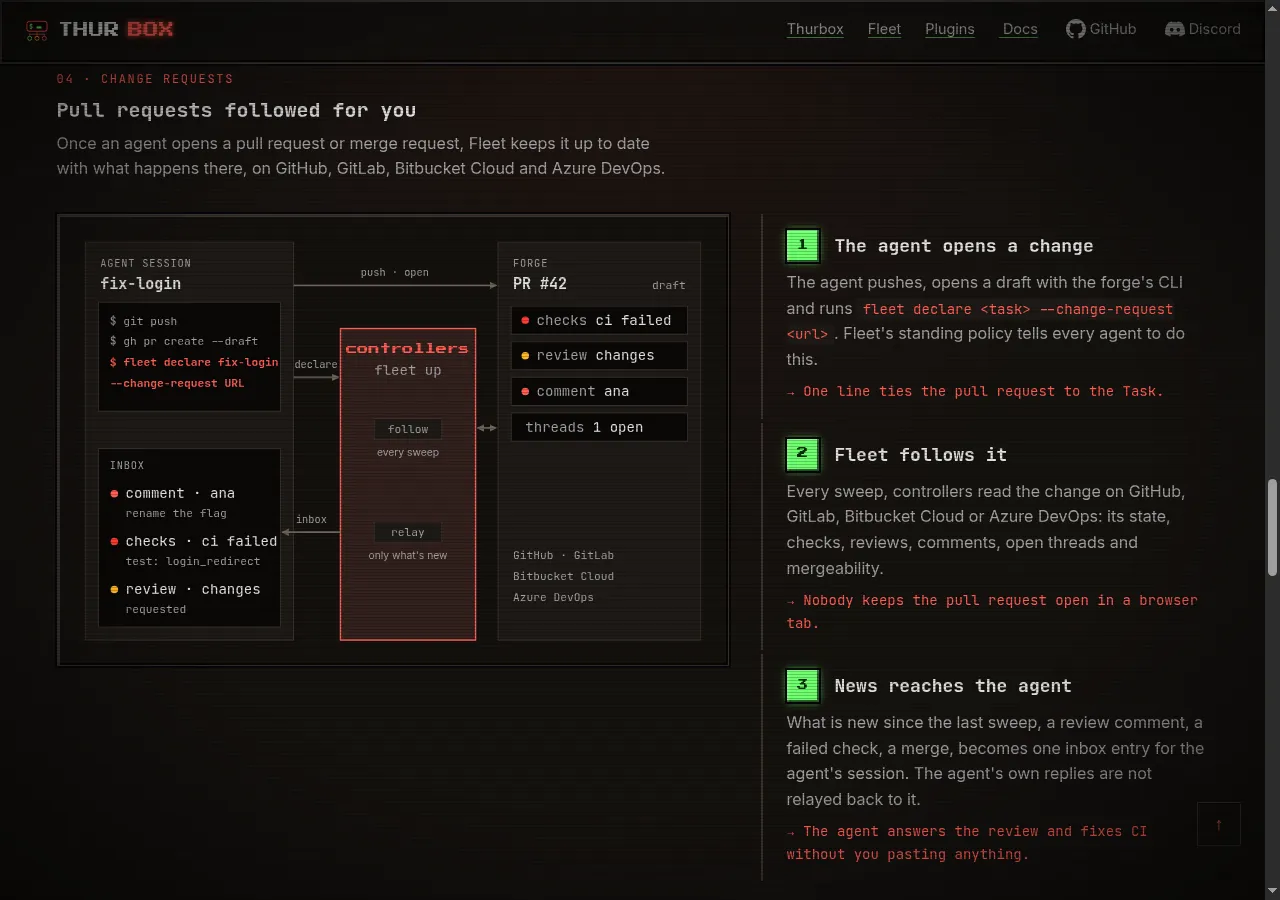 THUR BOX
Thurbox Fleet Plugins Docs GitHub Discord
04 · CHANGE REQUESTS
Pull requests followed for you
Once an agent opens a pull request or merge request, Fleet keeps it up to date
with what happens there, on GitHub, GitLab, Bitbucket Cloud and Azure DevOps.
AGENT SESSION
fix-login
$ git push
$ gh pr create --draft
$ fleet declare fix-login
--change-request URL
INBOX
comment · ana
rename the flag
checks · ci failed
test: login_redirect
review · changes
requested
push · open
declare
inbox
controllers
fleet up
follow
every sweep
relay
only what's new
FORGE
PR #42 draft
checks ci failed
review changes
comment ana
threads 1 open
GitHub · GitLab
Bitbucket Cloud
Azure DevOps
1 The agent opens a change
The agent pushes, opens a draft with the forge's CLI
and runs fleet declare <task> --change-request
<url> . Fleet's standing policy tells every agent to do
this.
→ One line ties the pull request to the Task.
2 Fleet follows it
Every sweep, controllers read the change on GitHub,
GitLab, Bitbucket Cloud or Azure DevOps: its state,
checks, reviews, comments, open threads and
mergeability.
→ Nobody keeps the pull request open in a browser
tab.
3 News reaches the agent
What is new since the last sweep, a review comment, a
failed check, a merge, becomes one inbox entry for the
agent's session. The agent's own replies are not
relayed back to it.
→ The agent answers the review and fixes CI
without you pasting anything.
↑